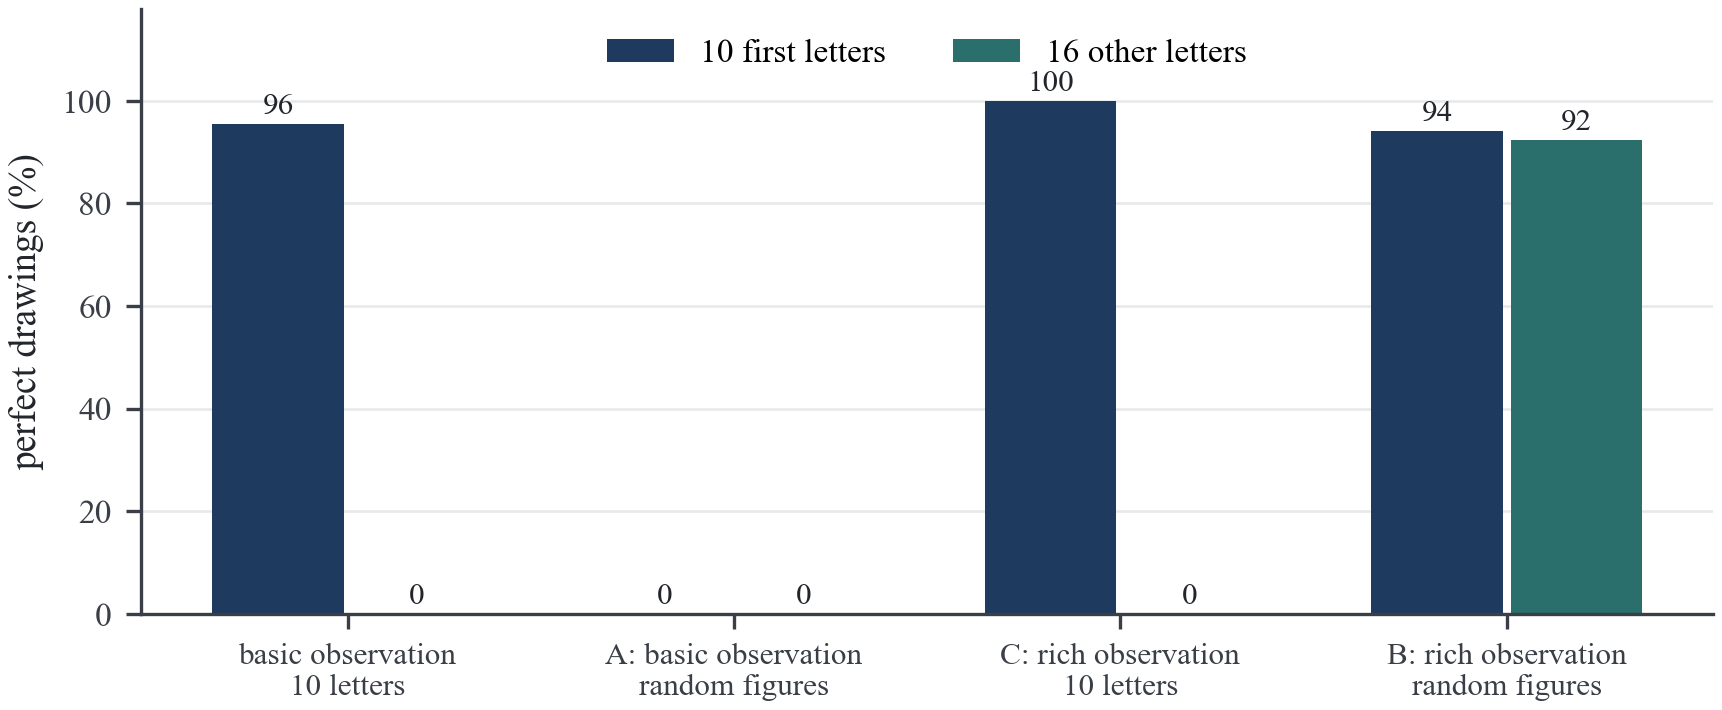 10 first letters
16 other letters
perfect drawings (%)
100
80
60
40
20
0
96
0
0
0
100
0
94
92
basic observation
10 letters
A: basic observation
random figures
C: rich observation
10 letters
B: rich observation
random figures